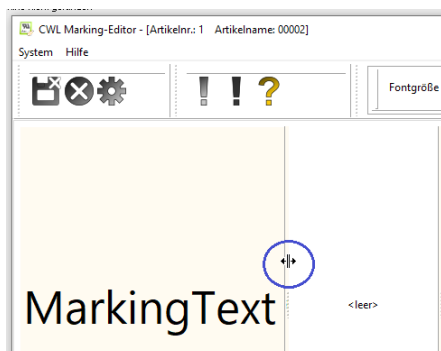 CWL Marking-Editor - [Artikelnr.: 1 Artikelname: 00002]
System Hilfe
Fontgröße
MarkingText
<leer>